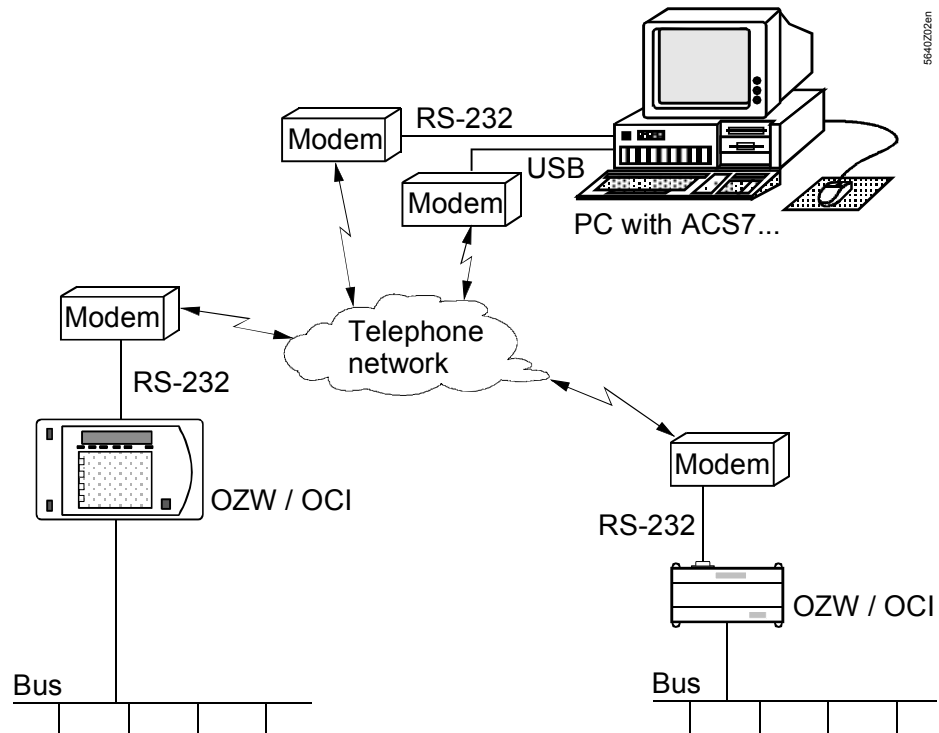 5640Z02en
RS-232
Modem
USB
Modem
PC with ACS7...
Modem
Telephone
network
RS-232
Modem
OZW / OCI
RS-232
OZW / OCI
Bus
Bus